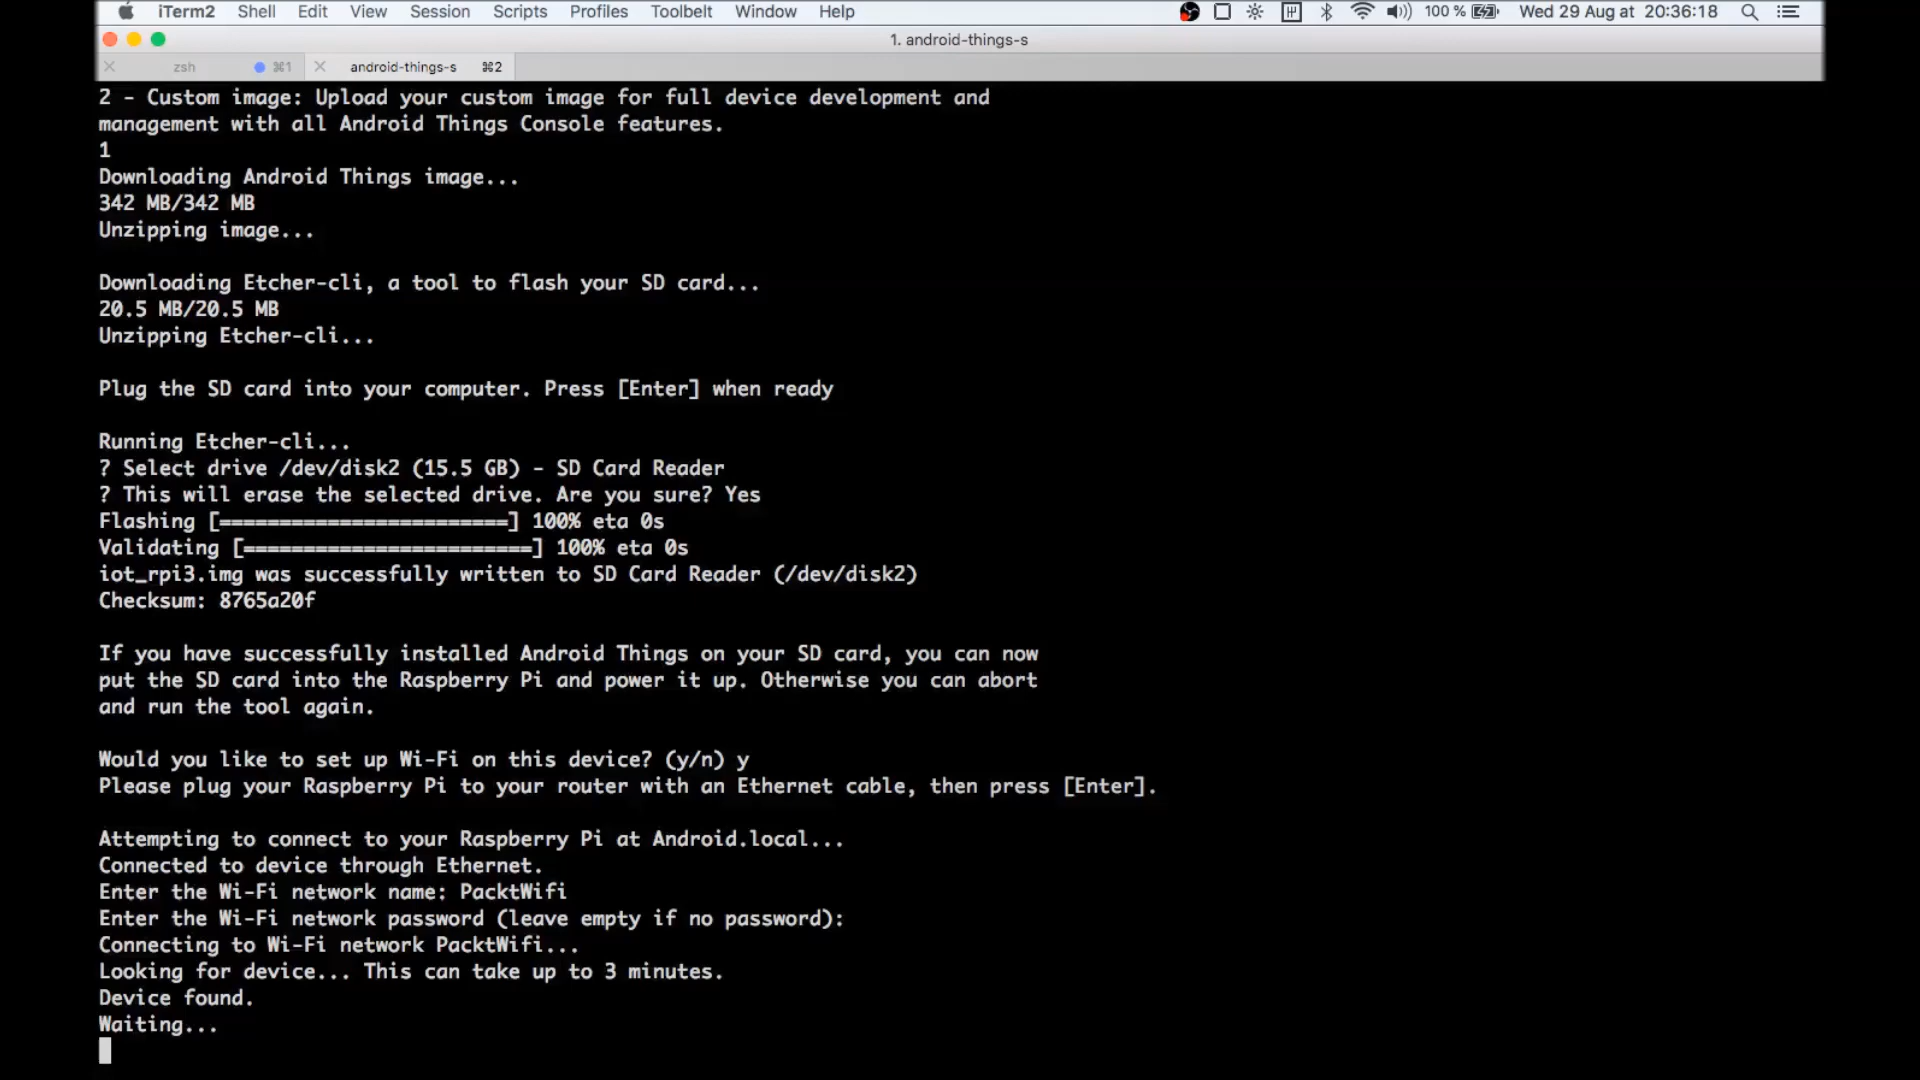 iTerm2 Shell Edit View Session Scripts Profiles Toolbelt Window Help 100 % Wed 29 Aug at 20:36:18
1. android-things-s
zsh ⌘1 android-things-s ⌘2
2 - Custom image: Upload your custom image for full device development and
management with all Android Things Console features.
1
Downloading Android Things image...
342 MB/342 MB
Unzipping image...
Downloading Etcher-cli, a tool to flash your SD card...
20.5 MB/20.5 MB
Unzipping Etcher-cli...
Plug the SD card into your computer. Press [Enter] when ready
Running Etcher-cli...
? Select drive /dev/disk2 (15.5 GB) - SD Card Reader
? This will erase the selected drive. Are you sure? Yes
Flashing [========================] 100% eta 0s
Validating [========================] 100% eta 0s
iot_rpi3.img was successfully written to SD Card Reader (/dev/disk2)
Checksum: 8765a20f
If you have successfully installed Android Things on your SD card, you can now
put the SD card into the Raspberry Pi and power it up. Otherwise you can abort
and run the tool again.
Would you like to set up Wi-Fi on this device? (y/n) y
Please plug your Raspberry Pi to your router with an Ethernet cable, then press [Enter].
Attempting to connect to your Raspberry Pi at Android.local...
Connected to device through Ethernet.
Enter the Wi-Fi network name: PacktWifi
Enter the Wi-Fi network password (leave empty if no password):
Connecting to Wi-Fi network PacktWifi...
Looking for device... This can take up to 3 minutes.
Device found.
Waiting...